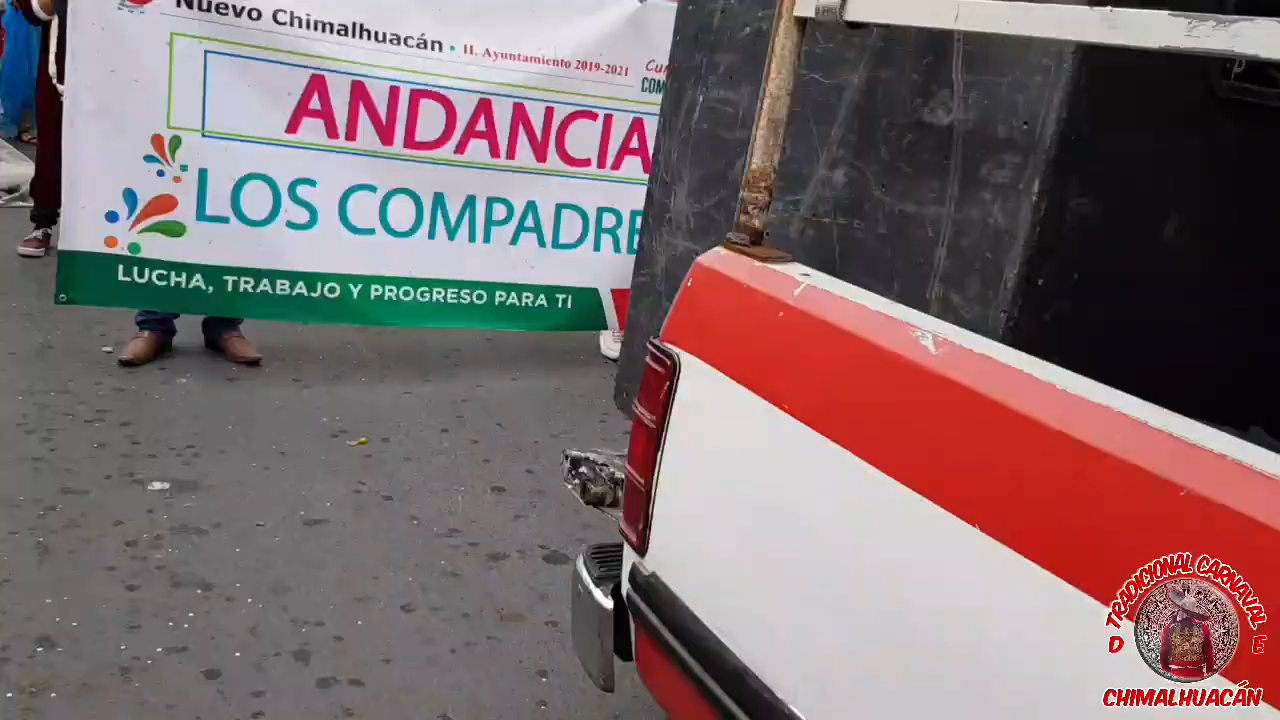 Nuevo Chimalhuacán • H. Ayuntamiento 2019-2021
ANDANCIA
LOS COMPADRE
LUCHA, TRABAJO Y PROGRESO PARA TI
TRADICIONAL CARNAVAL
D E
CHIMALHUACÁN